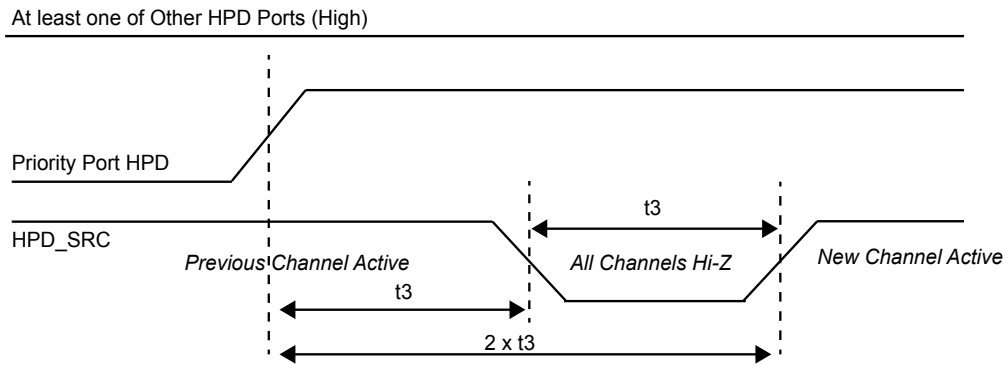 At least one of Other HPD Ports (High)
Priority Port HPD
t3
HPD_SRC
Previous Channel Active
All Channels Hi-Z
New Channel Active
t3
2 x t3